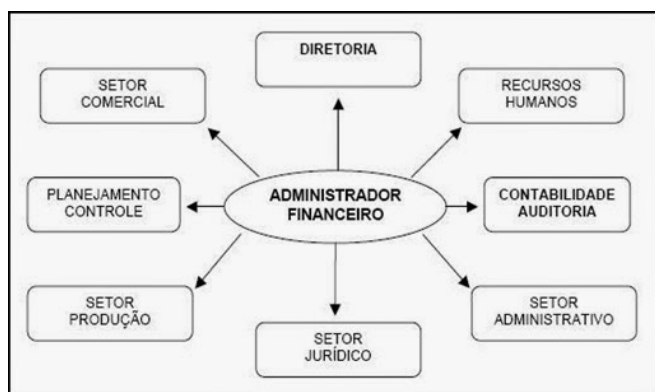 DIRETORIA
SETOR
COMERCIAL
RECURSOS
HUMANOS
PLANEJAMENTO
CONTROLE
ADMINISTRADOR
FINANCEIRO
CONTABILIDADE
AUDITORIA
SETOR
PRODUÇÃO
SETOR
JURÍDICO
SETOR
ADMINISTRATIVO